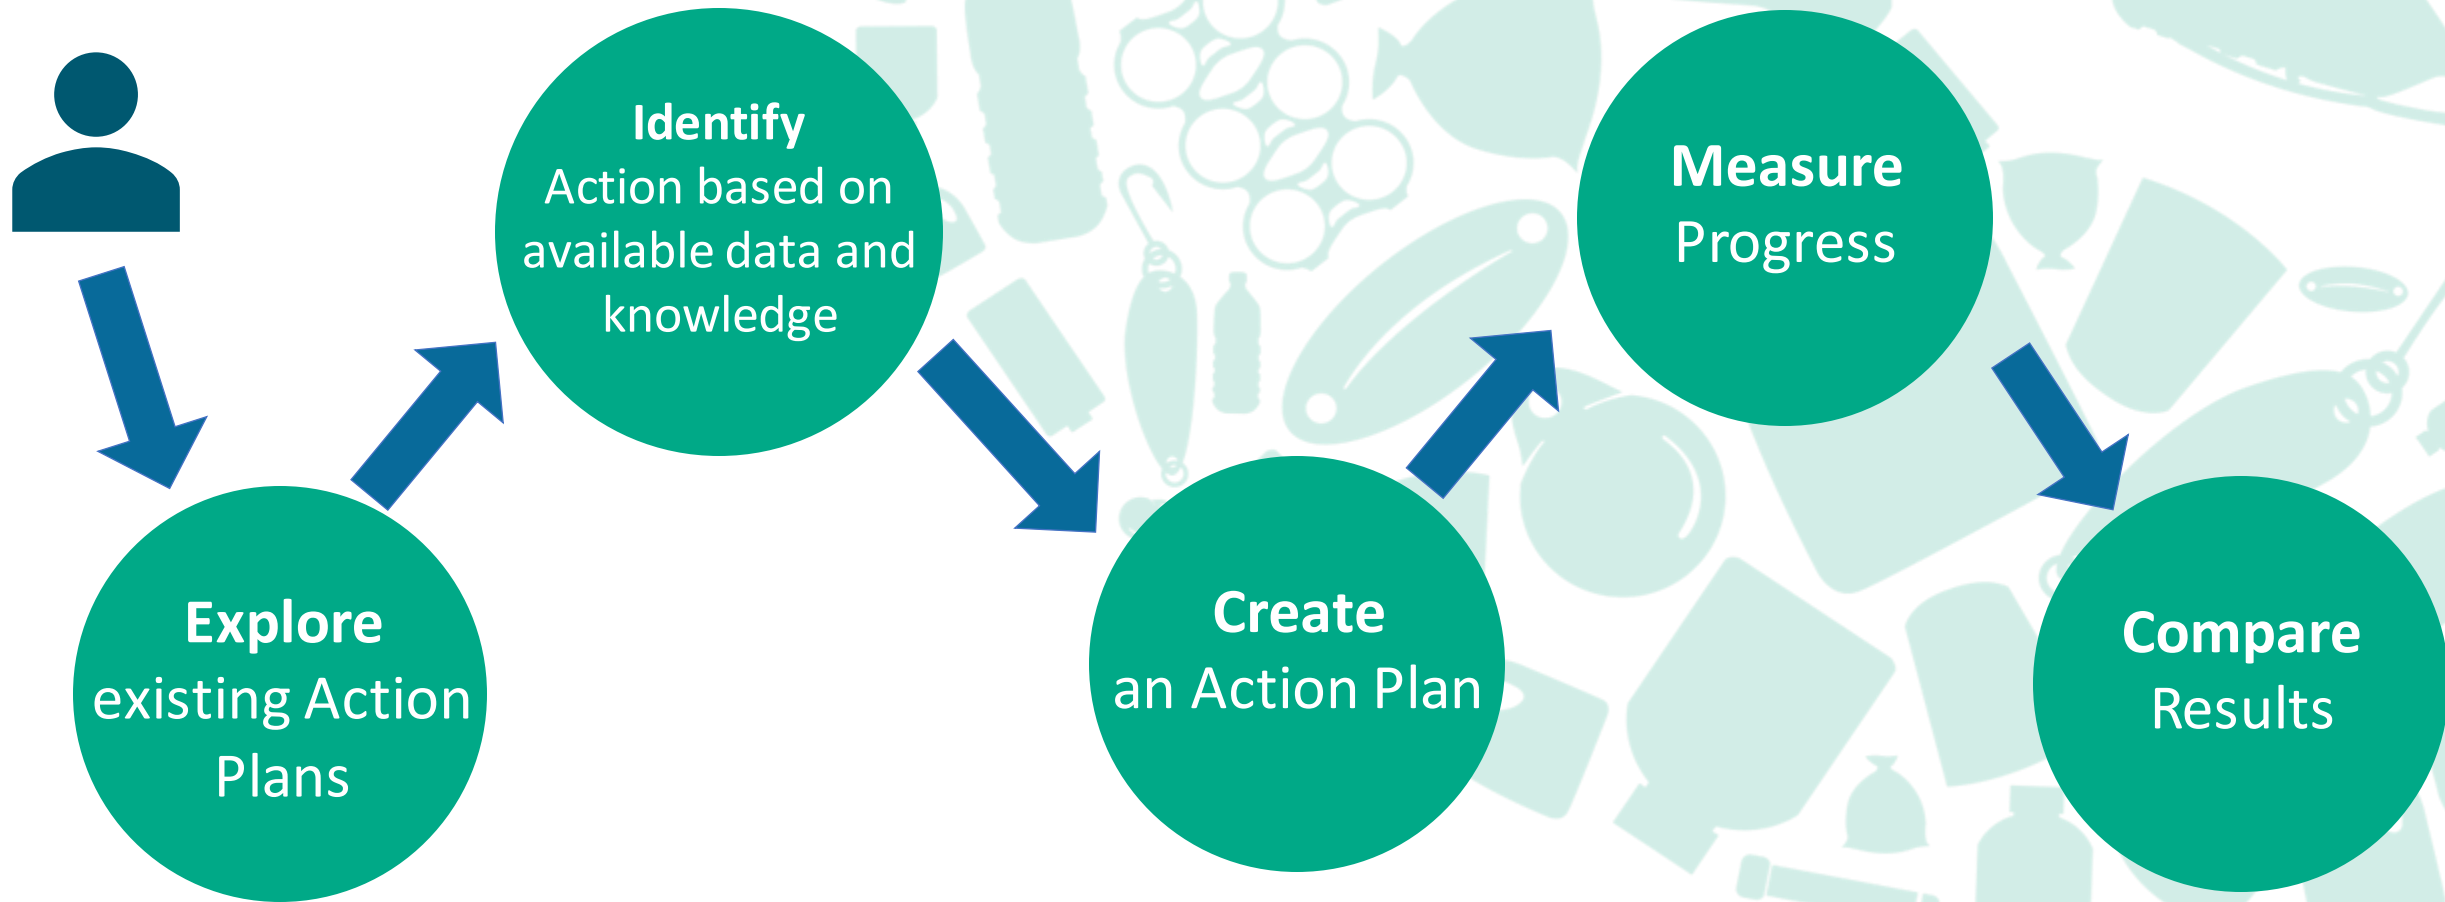 Explore
existing Action
Plans
Identify
Action based on
available data and
knowledge
Create
an Action Plan
Measure
Progress
Compare
Results